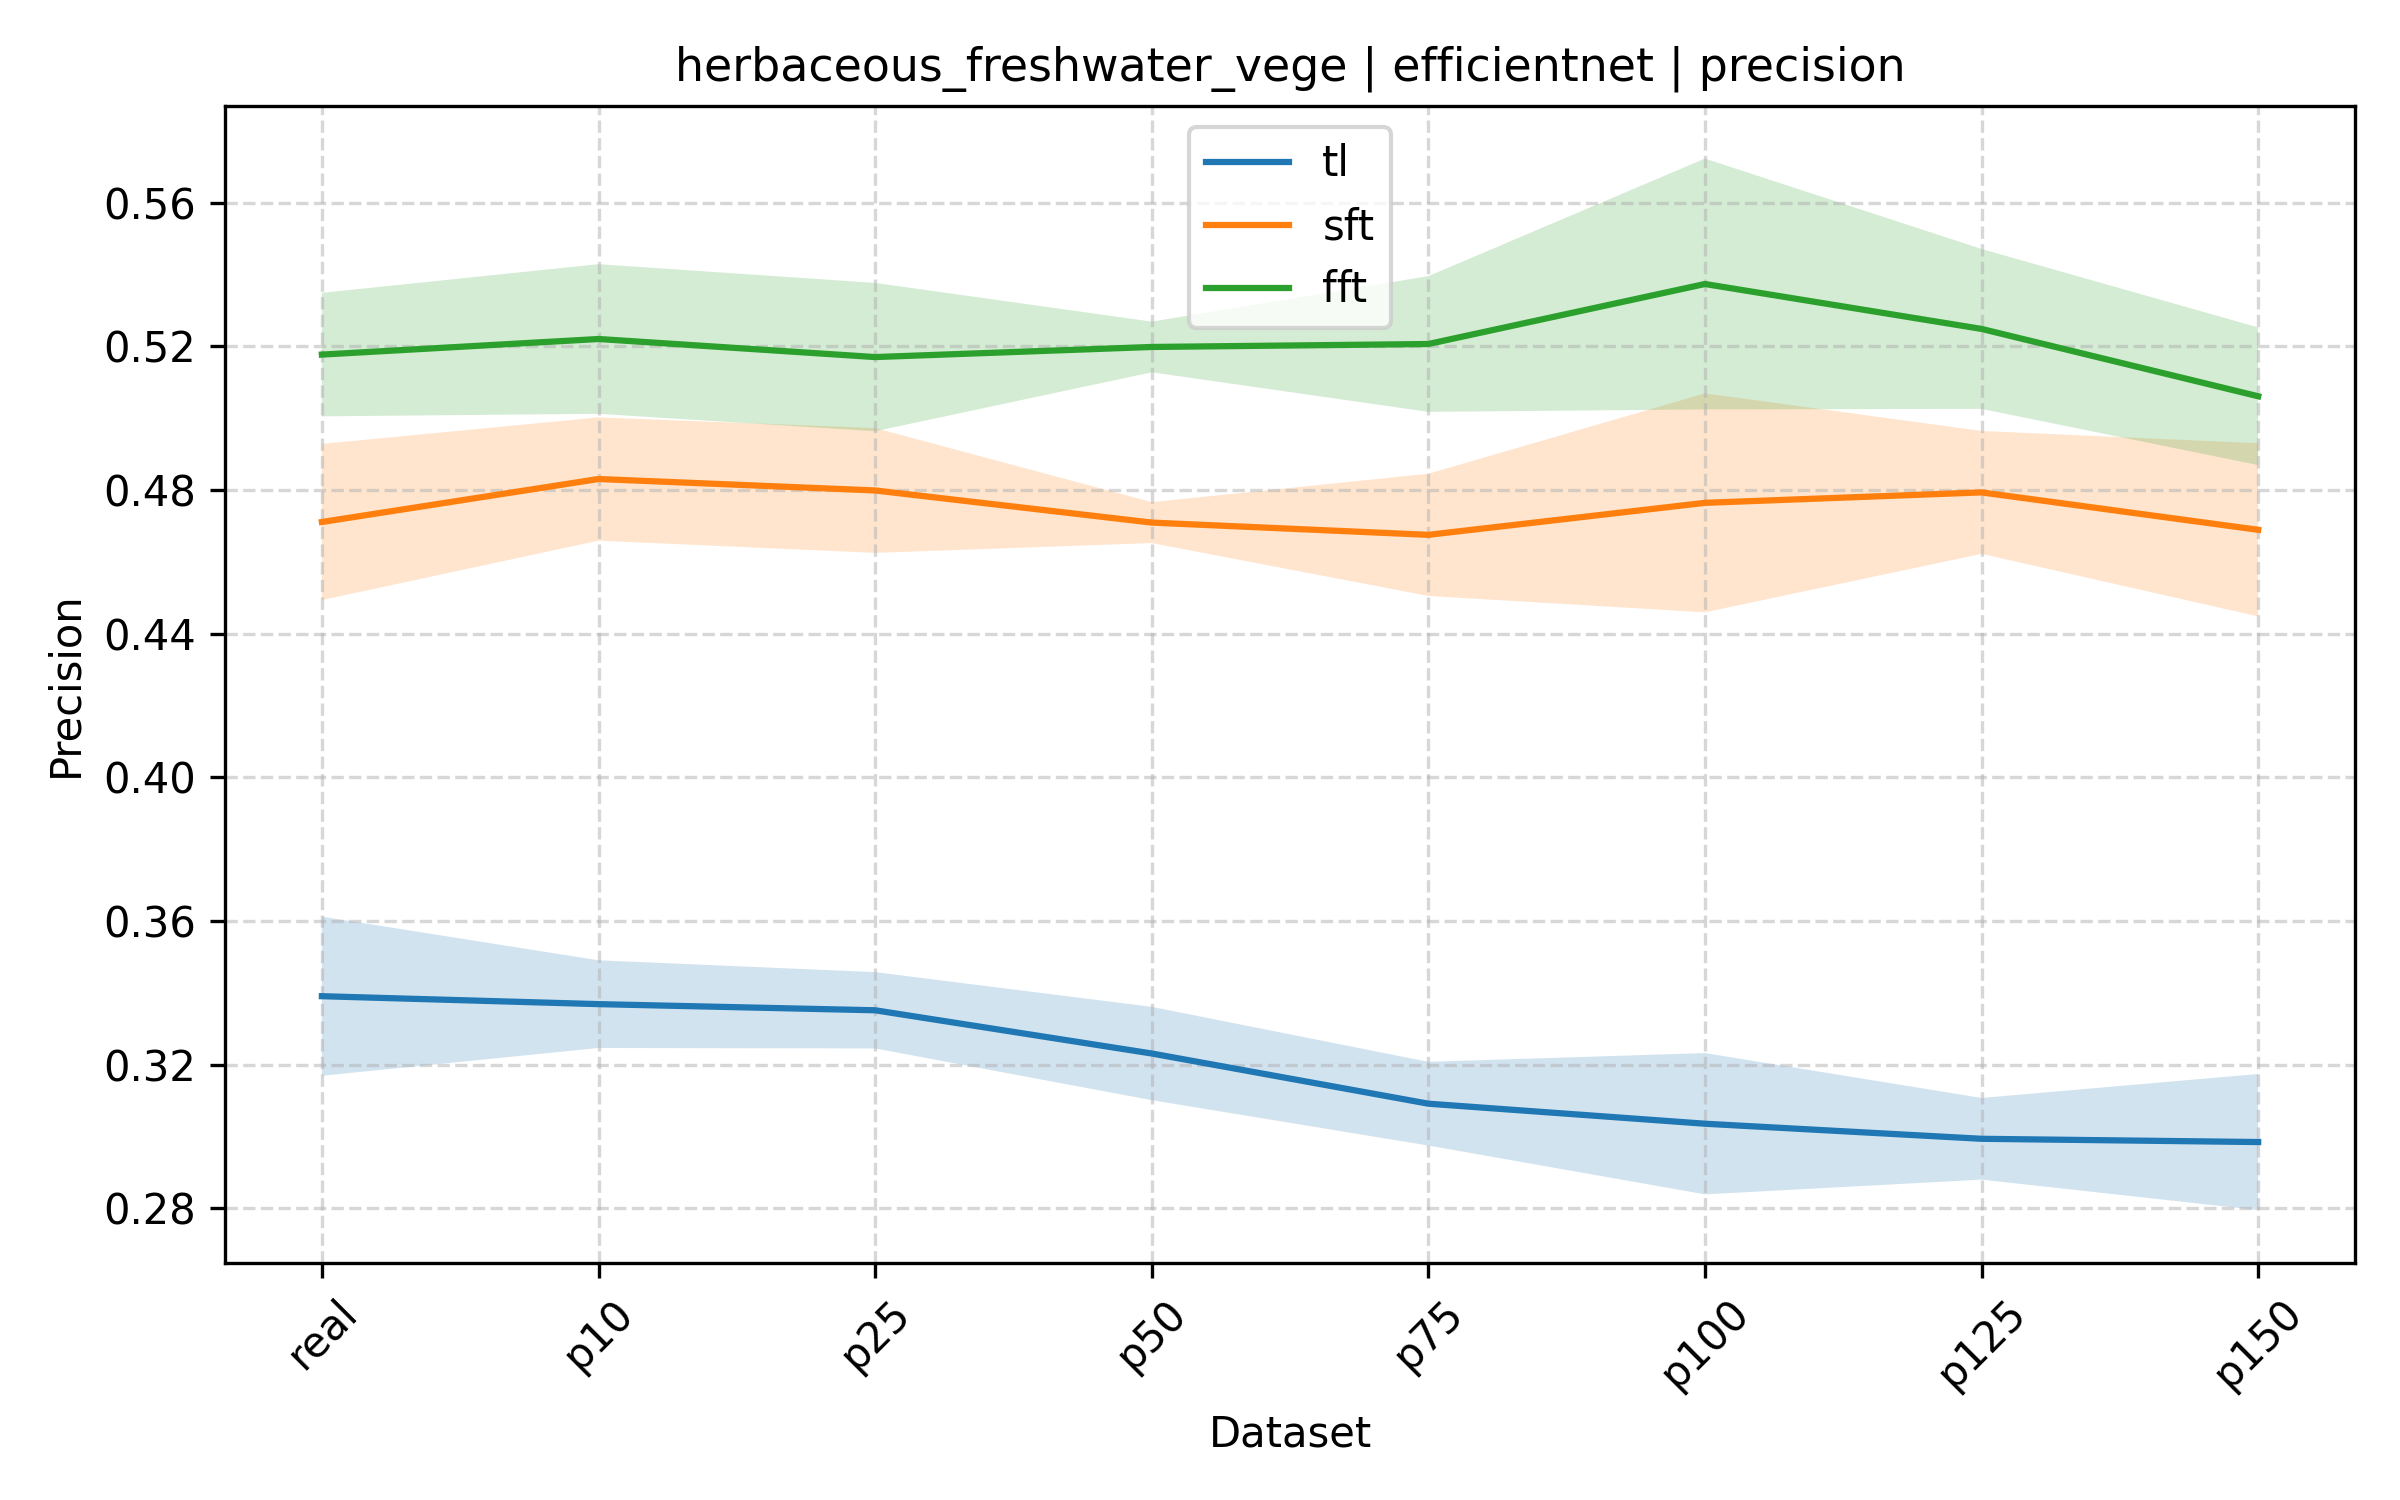 herbaceous_freshwater_vege | efficientnet | precision
tl
sft
fft
Precision
0.56
0.52
0.48
0.44
0.40
0.36
0.32
0.28
real
p10
p25
p50
p75
p100
p125
p150
Dataset